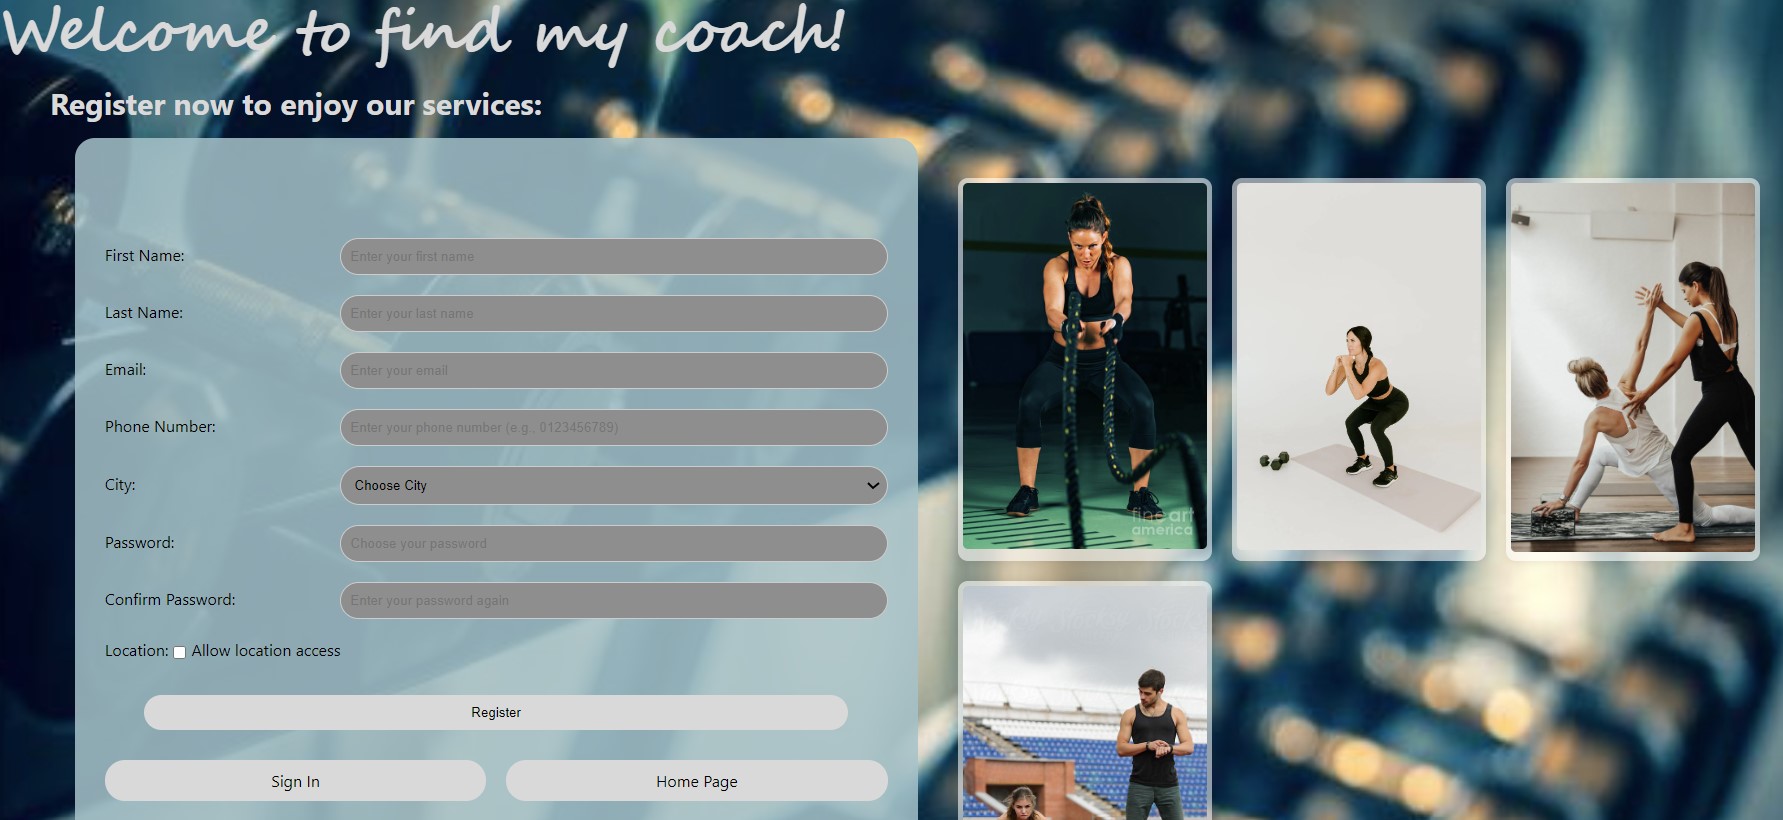 Welcome to find my coach!
Register now to enjoy our services:
First Name:
Enter your first name
Last Name:
Enter your last name
Email:
Enter your email
Phone Number:
Enter your phone number (e.g., 0123456789)
City:
Choose City
Password:
Choose your password
Confirm Password:
Enter your password again
Location:
Allow location access
Register
Sign In
Home Page
fine art
america